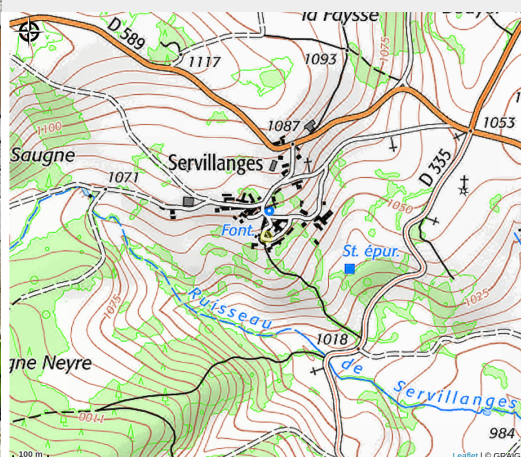 la Faysse
D 589
1117
1093
1075
1087
1053
1100
Saugne
Servillanges
D 335
1071
1050
Font.
St. épur.
1075
1025
Ruisseau
1018
de
gne Neyre
Servillanges
1100
984
100 m
Leaflet | © GRAIG